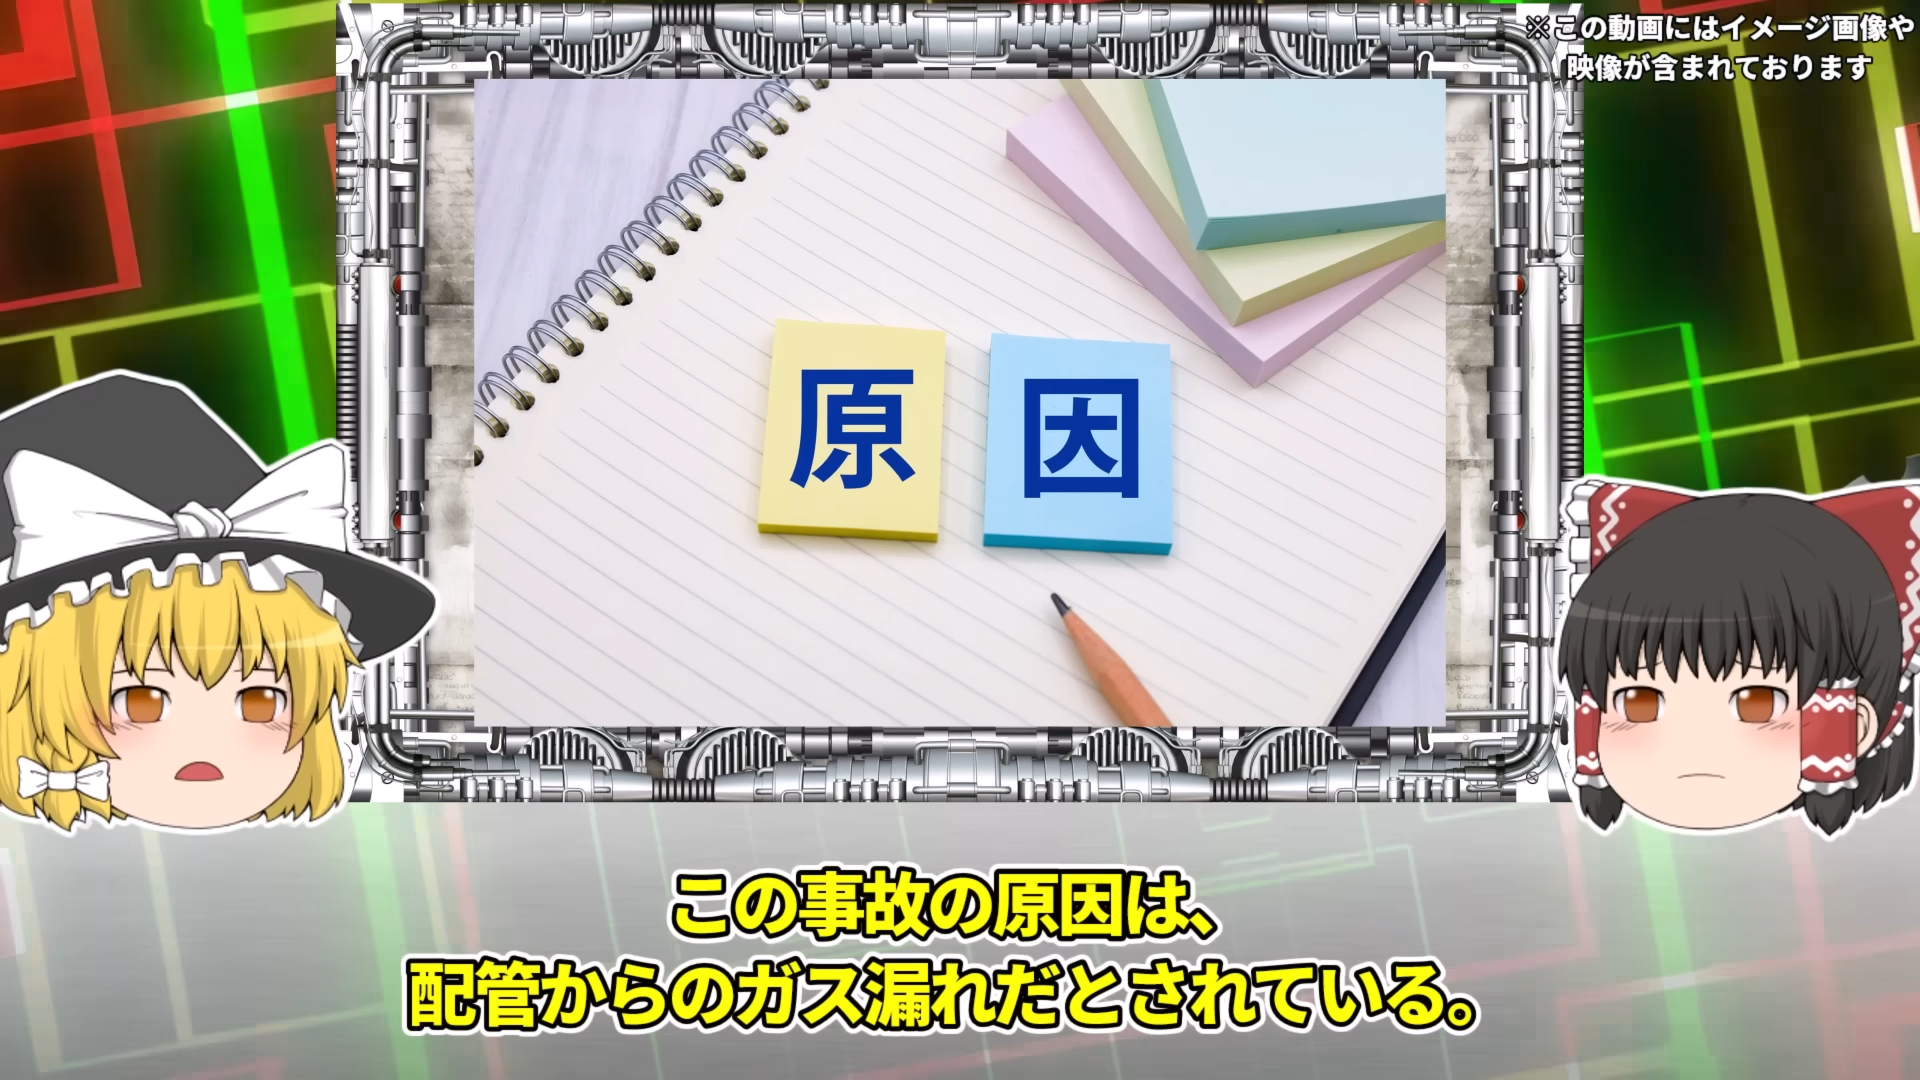 ※この動画にはイメージ画像や
映像が含まれております
原 因
この事故の原因は、
配管からのガス漏れだとされている。